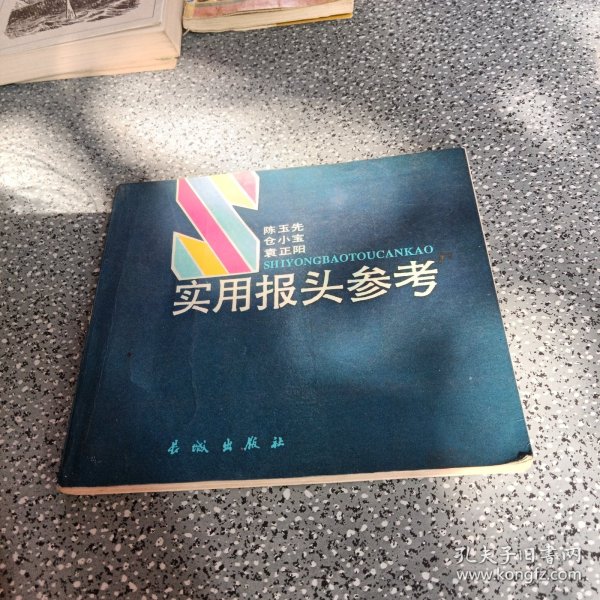 陈玉先
仓小宝
袁正阳
SHIYONGBAOTOUCANKAO
实用报头参考
长城出版社
孔夫子旧书网
www.kongfz.com